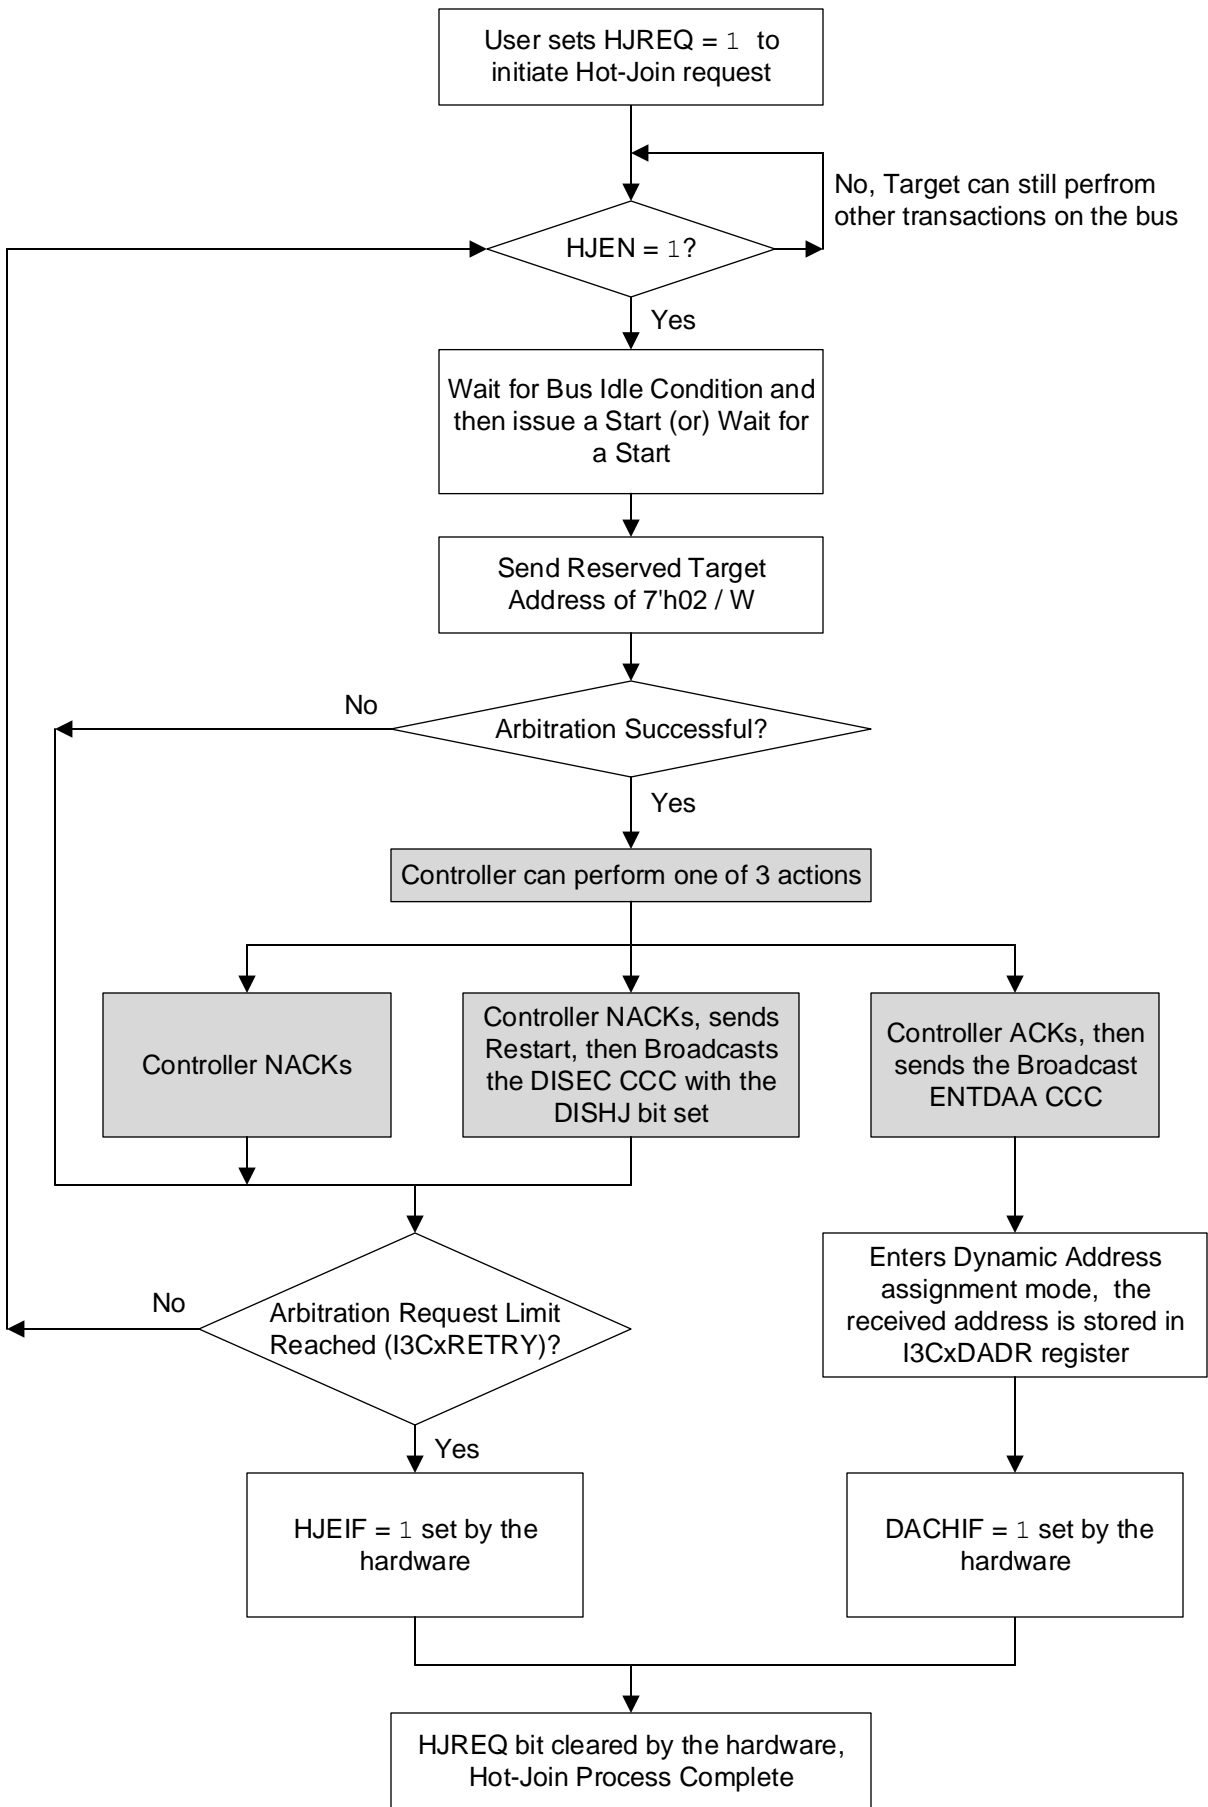 User sets HJREQ = 1 to
initiate Hot-Join request
No, Target can still perfrom
other transactions on the bus
HJEN = 1?
Yes
Wait for Bus Idle Condition and
then issue a Start (or) Wait for
a Start
Send Reserved Target
Address of 7'h02 / W
No
Arbitration Successful?
Yes
Controller can perform one of 3 actions
Controller NACKs
Controller NACKs, sends
Restart, then Broadcasts
the DISEC CCC with the
DISHJ bit set
Controller ACKs, then
sends the Broadcast
ENTDAA CCC
No
Arbitration Request Limit
Reached (I3CxRETRY)?
Enters Dynamic Address
assignment mode, the
received address is stored in
I3CxDADR register
Yes
HJEIF = 1 set by the
hardware
DACHIF = 1 set by the
hardware
HJREQ bit cleared by the hardware,
Hot-Join Process Complete